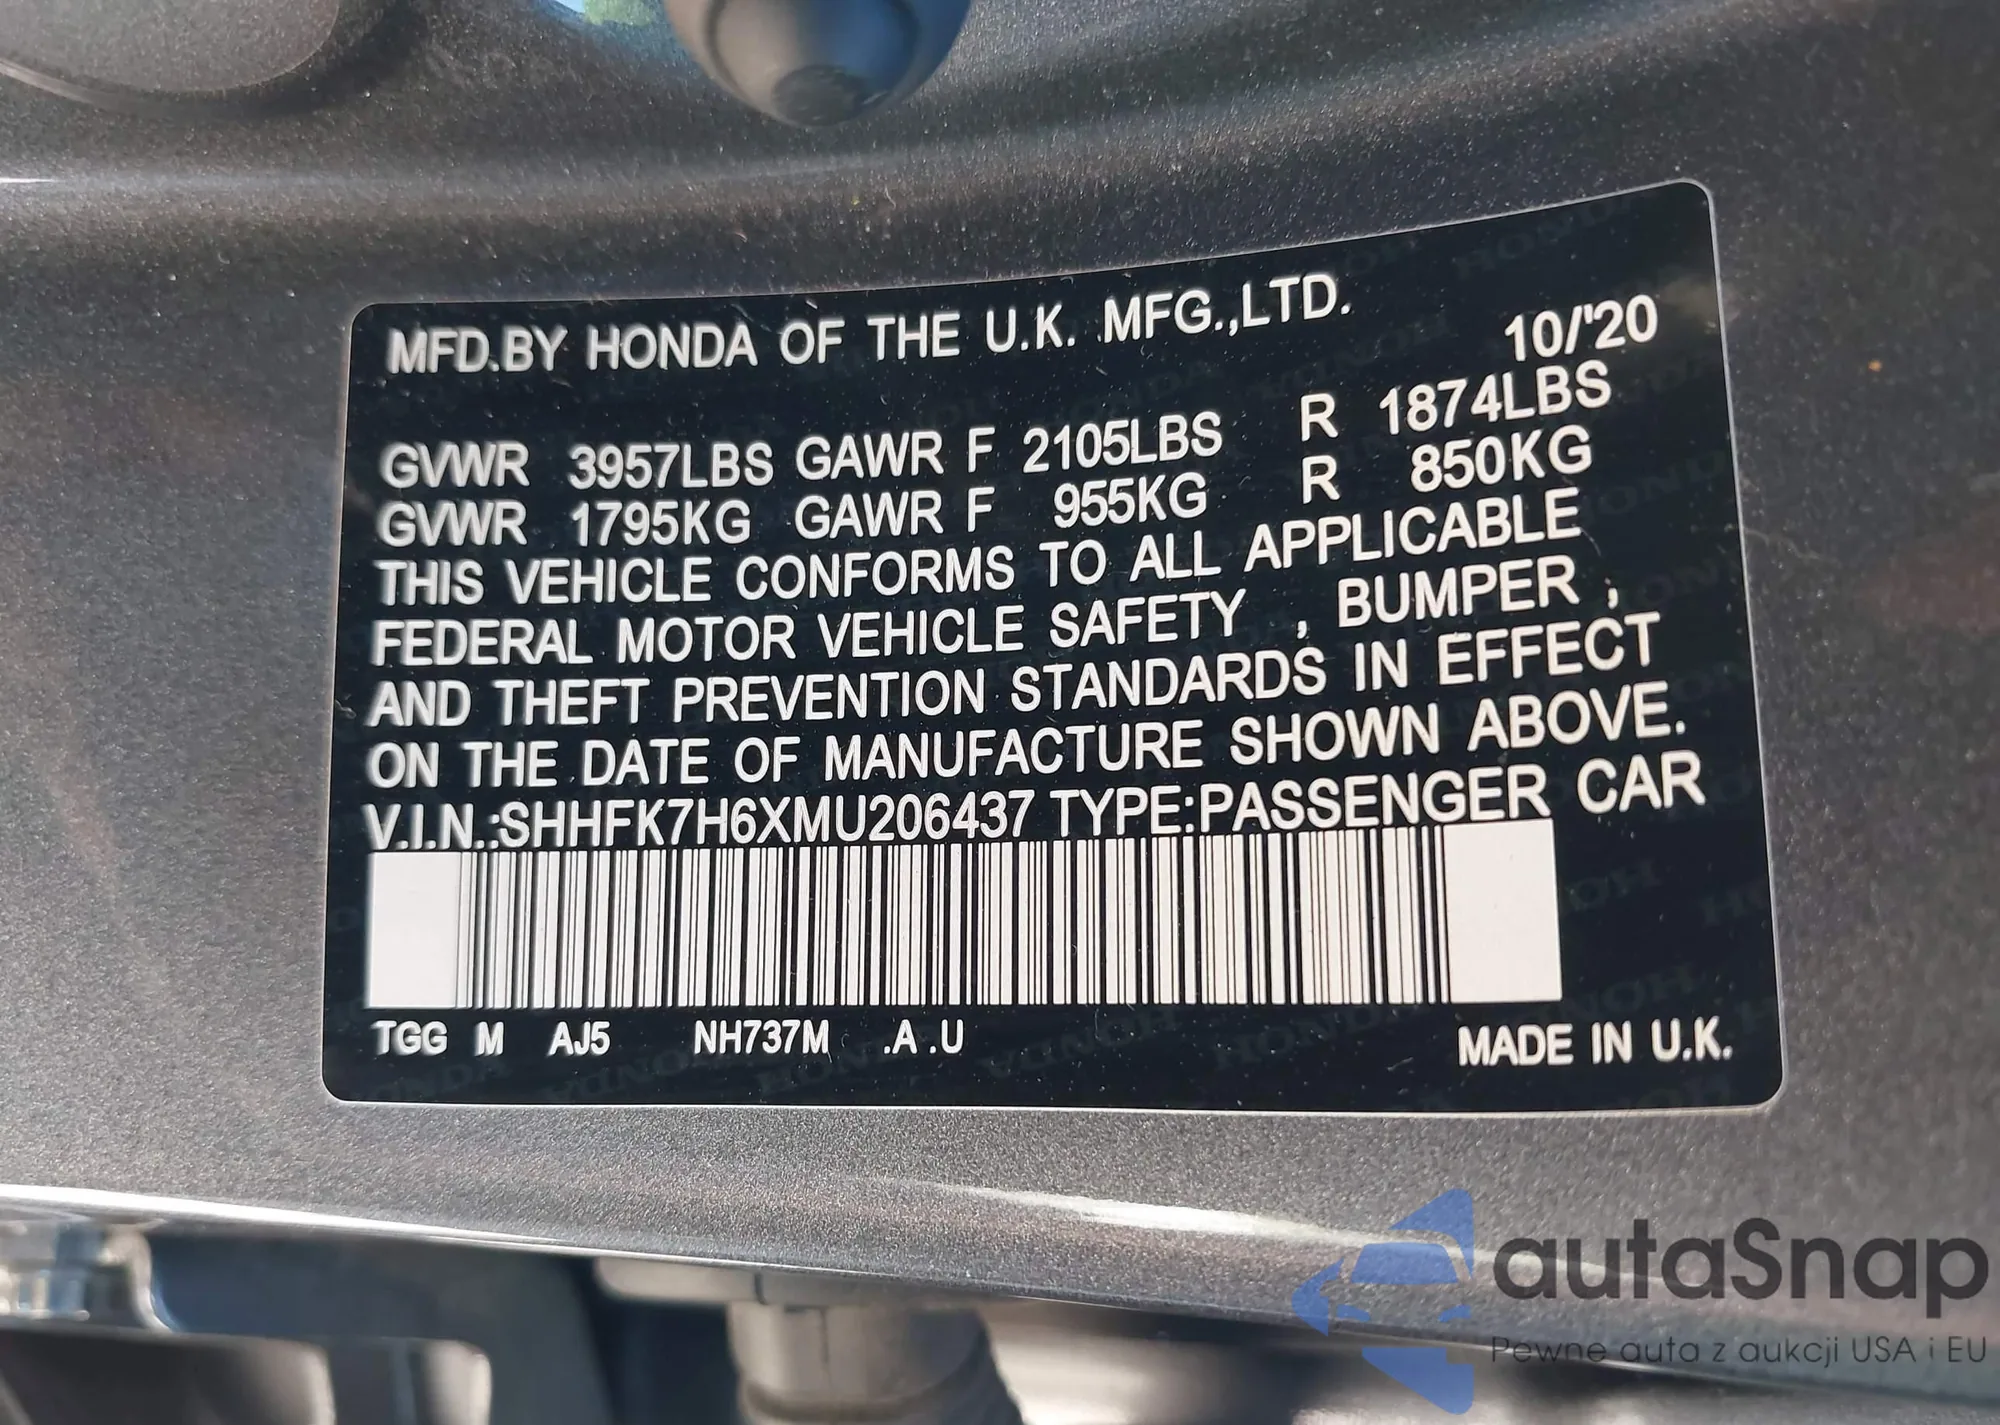 MFD.BY HONDA OF THE U.K. MFG.,LTD.
10/'20
GVWR 3957LBS GAWR F 2105LBS R 1874LBS
GVWR 1795KG GAWR F 955KG R 850KG
THIS VEHICLE CONFORMS TO ALL APPLICABLE
FEDERAL MOTOR VEHICLE SAFETY , BUMPER ,
AND THEFT PREVENTION STANDARDS IN EFFECT
ON THE DATE OF MANUFACTURE SHOWN ABOVE.
V.I.N.:SHHFK7H6XMU206437 TYPE:PASSENGER CAR
TGG M AJ5 NH737M .A .U MADE IN U.K.
autaSnap
Pewne auta z aukcji USA i EU